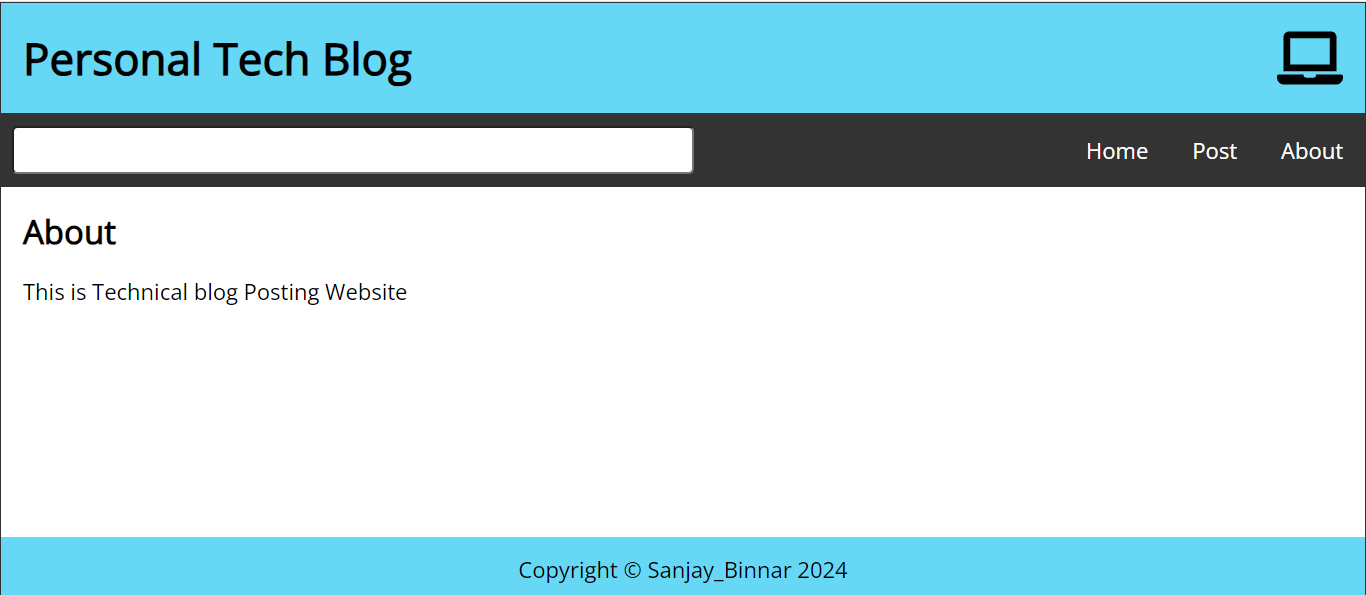 Personal Tech Blog
Home Post About
About
This is Technical blog Posting Website
Copyright © Sanjay_Binnar 2024